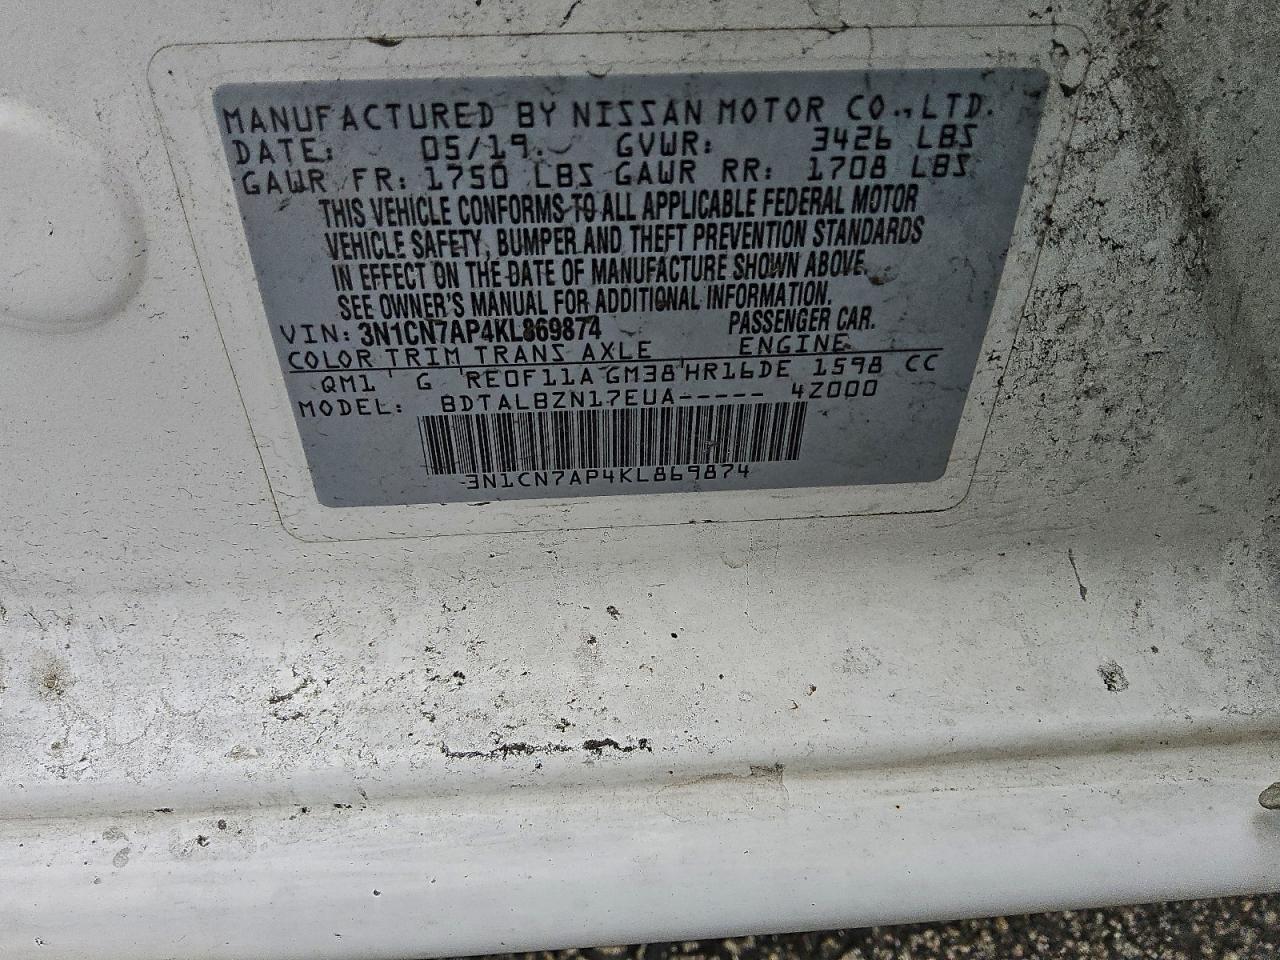 MANUFACTURED BY NISSAN MOTOR CO., LTD.
DATE: 05/19 GVWR: 3426 LBS
GAWR FR: 1750 LBS GAWR RR: 1708 LBS
THIS VEHICLE CONFORMS TO ALL APPLICABLE FEDERAL MOTOR
VEHICLE SAFETY, BUMPER AND THEFT PREVENTION STANDARDS
IN EFFECT ON THE DATE OF MANUFACTURE SHOWN ABOVE.
SEE OWNER'S MANUAL FOR ADDITIONAL INFORMATION.
VIN: 3N1CN7AP4KL869874 PASSENGER CAR.
COLOR TRIM TRANS AXLE ENGINE
QM1 G RE0F11A GM38 HR16DE 1598 CC
MODEL: BDTALBZN17EUA----- 4Z000
3N1CN7AP4KL869874